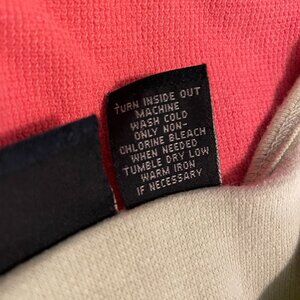 TURN INSIDE OUT
MACHINE
WASH COLD
ONLY NON-
CHLORINE BLEACH
WHEN NEEDED
TUMBLE DRY LOW
WARM IRON
IF NECESSARY